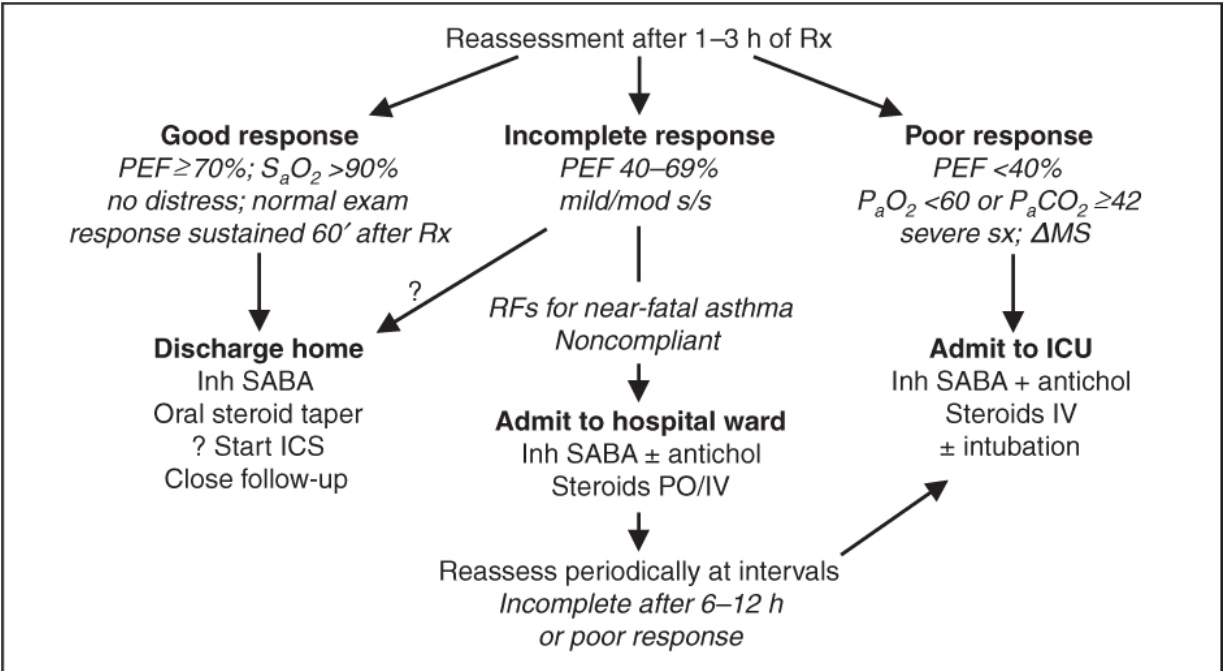 Reassessment after 1–3 h of Rx
Good response
PEF ≥70%; SaO2 >90%
no distress; normal exam
response sustained 60′ after Rx
Incomplete response
PEF 40–69%
mild/mod s/s
Poor response
PEF <40%
PaO2 <60 or PaCO2 ≥42
severe sx; ΔMS
?
RFs for near-fatal asthma
Noncompliant
Discharge home
Inh SABA
Oral steroid taper
? Start ICS
Close follow-up
Admit to hospital ward
Inh SABA ± antichol
Steroids PO/IV
Admit to ICU
Inh SABA + antichol
Steroids IV
± intubation
Reassess periodically at intervals
Incomplete after 6–12 h
or poor response